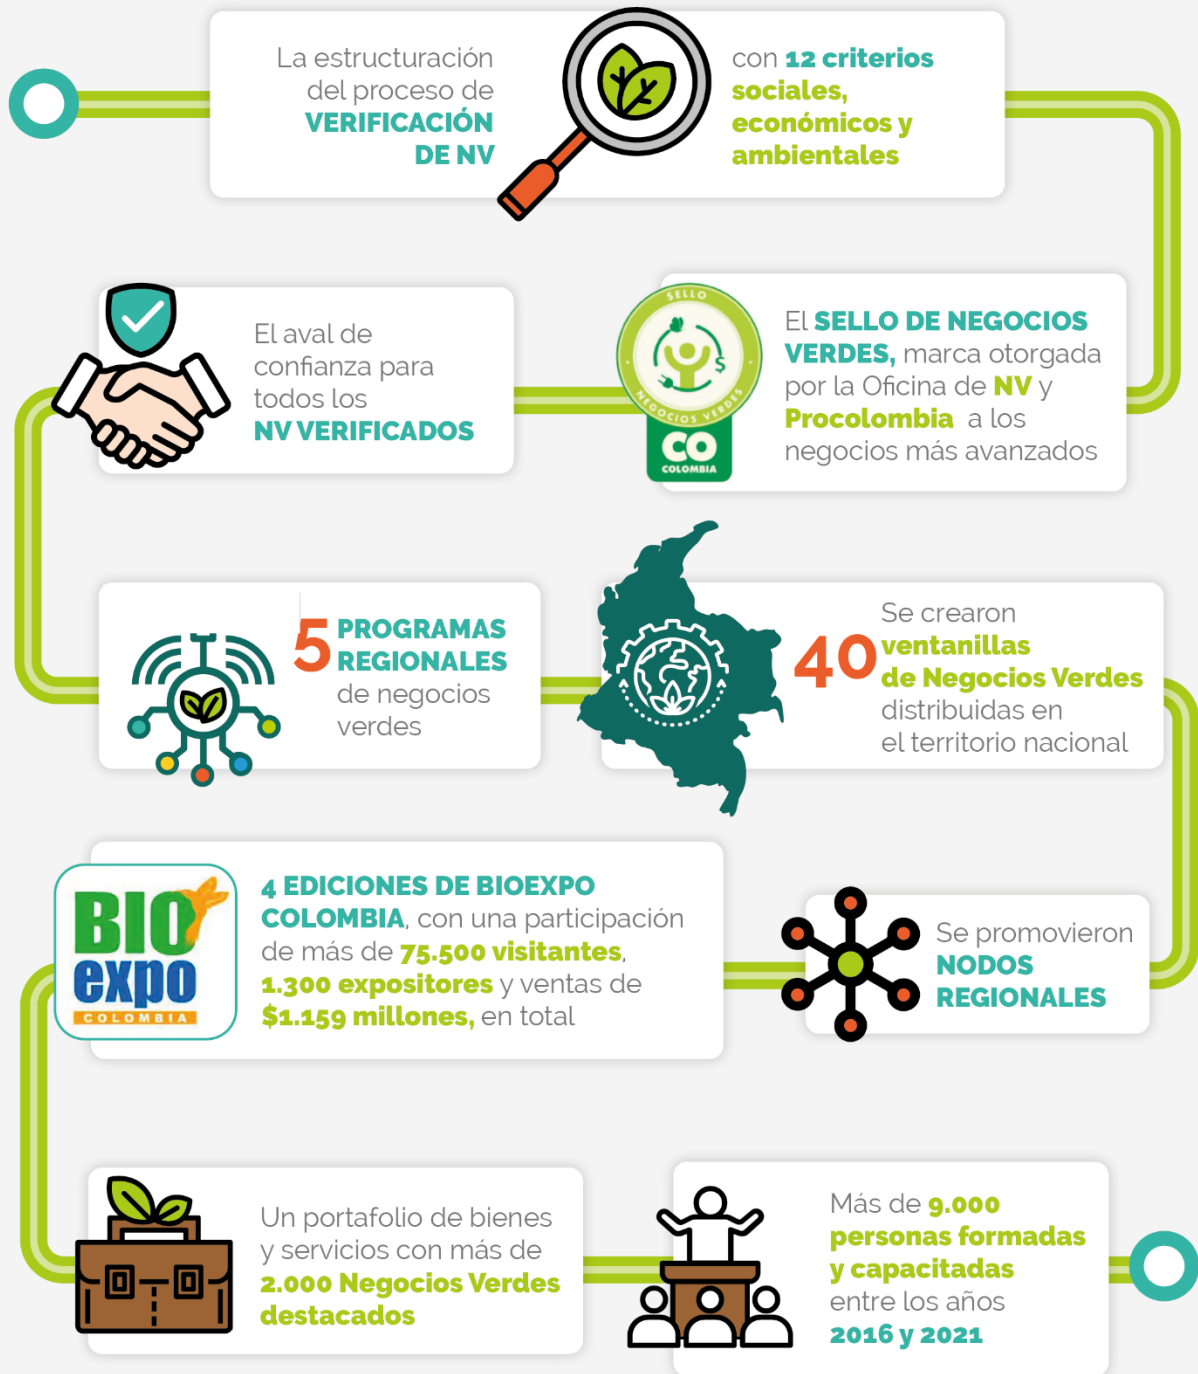 La estructuración
del proceso de
VERIFICACIÓN
DE NV
con 12 criterios
sociales,
económicos y
ambientales
El SELLO DE NEGOCIOS
VERDES, marca otorgada
por la Oficina de NV y
Procolombia a los
negocios más avanzados
SELLO
NEGOCIOS VERDES
CO
COLOMBIA
El aval de
confianza para
todos los
NV VERIFICADOS
5 PROGRAMAS
REGIONALES
de negocios
verdes
40
Se crearon
ventanillas
de Negocios Verdes
distribuidas en
el territorio nacional
Se promovieron
NODOS
REGIONALES
BIO
expo
COLOMBIA
4 EDICIONES DE BIOEXPO
COLOMBIA, con una participación
de más de 75.500 visitantes,
1.300 expositores y ventas de
$1.159 millones, en total
Un portafolio de bienes
y servicios con más de
2.000 Negocios Verdes
destacados
Más de 9.000
personas formadas
y capacitadas
entre los años
2016 y 2021